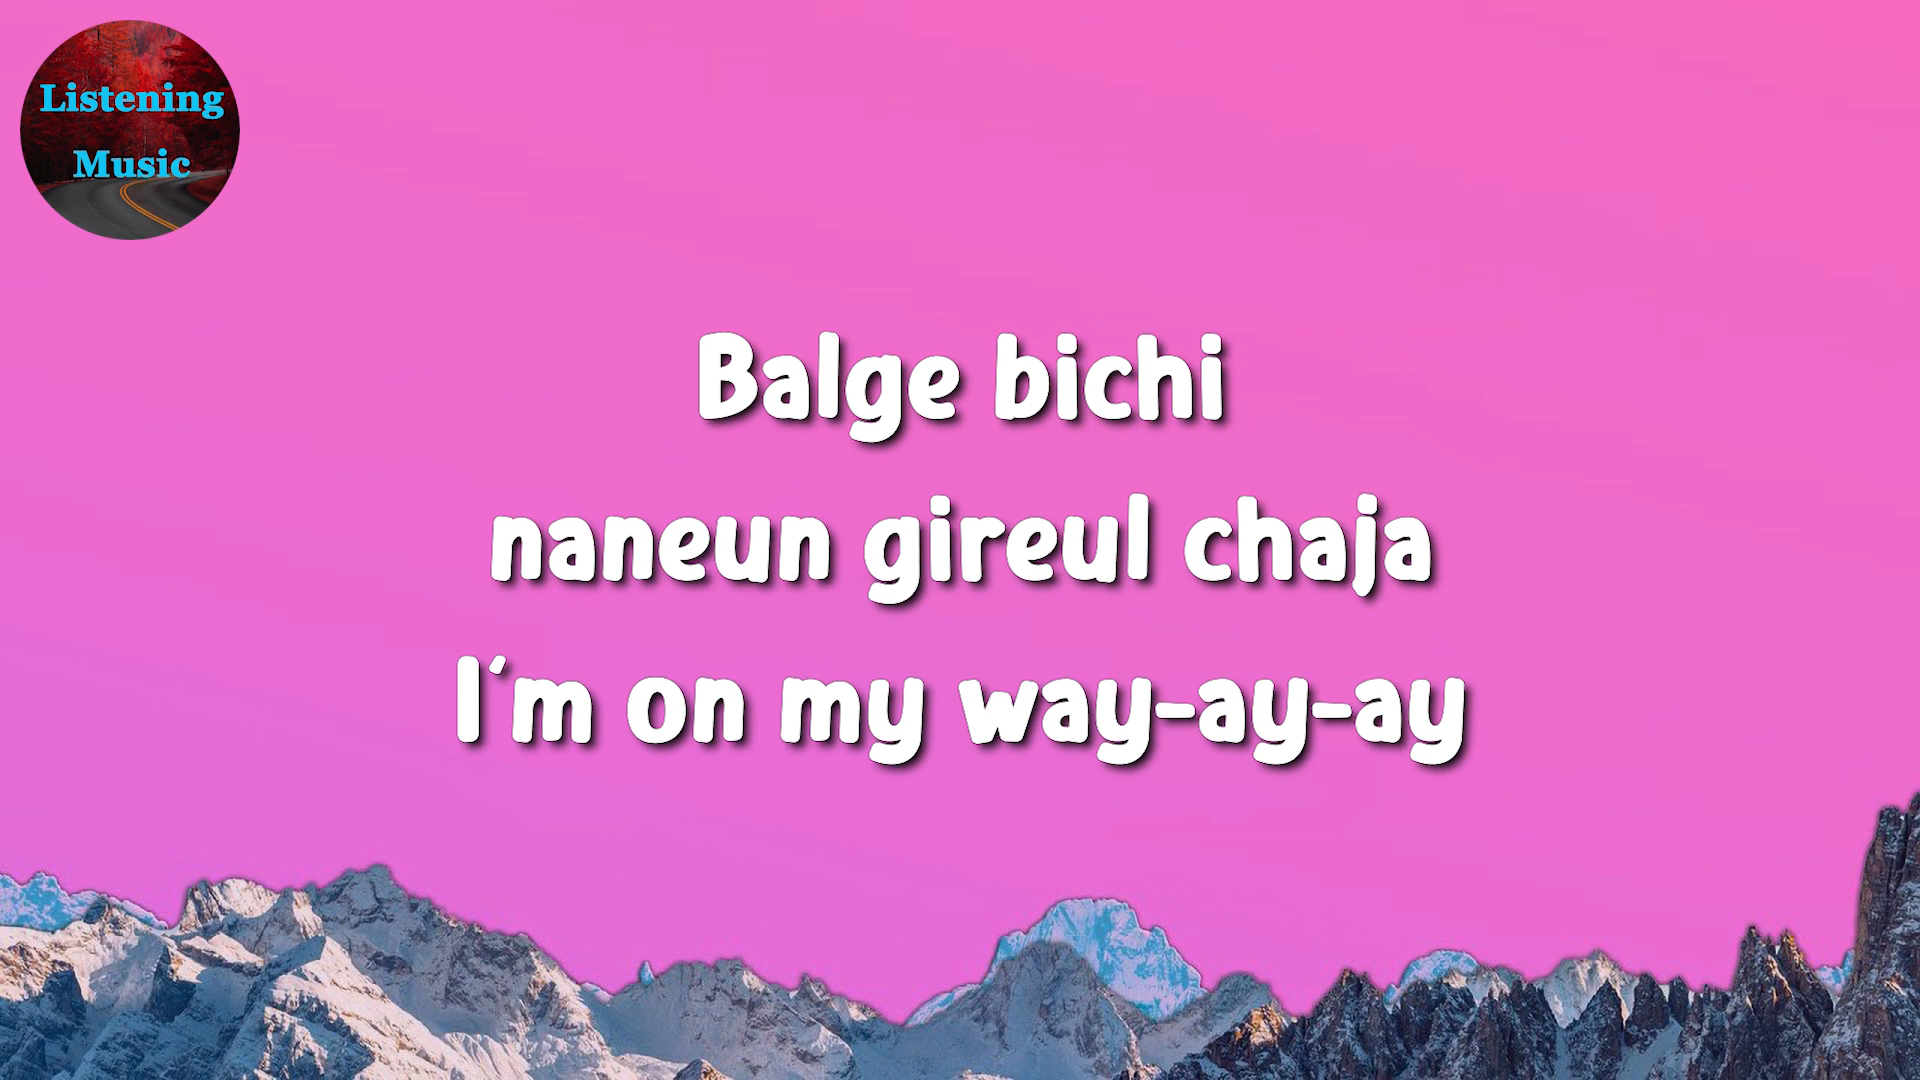 Listening
Music
Balge bichi
naneun gireul chaja
I'm on my way-ay-ay